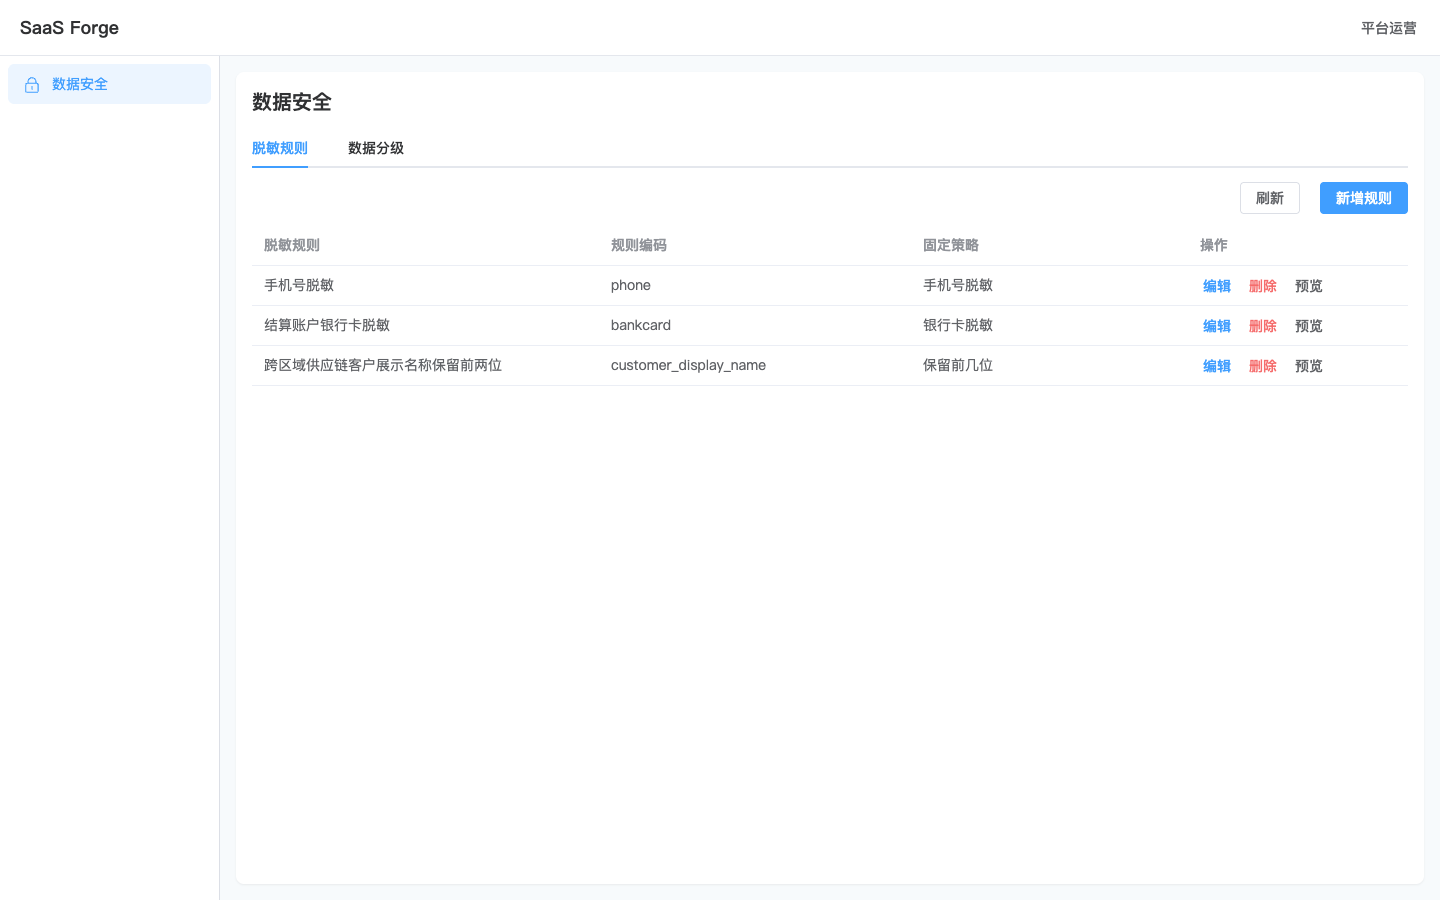 SaaS Forge
平台运营
数据安全
数据安全
脱敏规则 数据分级
刷新 新增规则
脱敏规则 规则编码 固定策略 操作
手机号脱敏 phone 手机号脱敏 编辑 删除 预览
结算账户银行卡脱敏 bankcard 银行卡脱敏 编辑 删除 预览
跨区域供应链客户展示名称保留前两位 customer_display_name 保留前几位 编辑 删除 预览